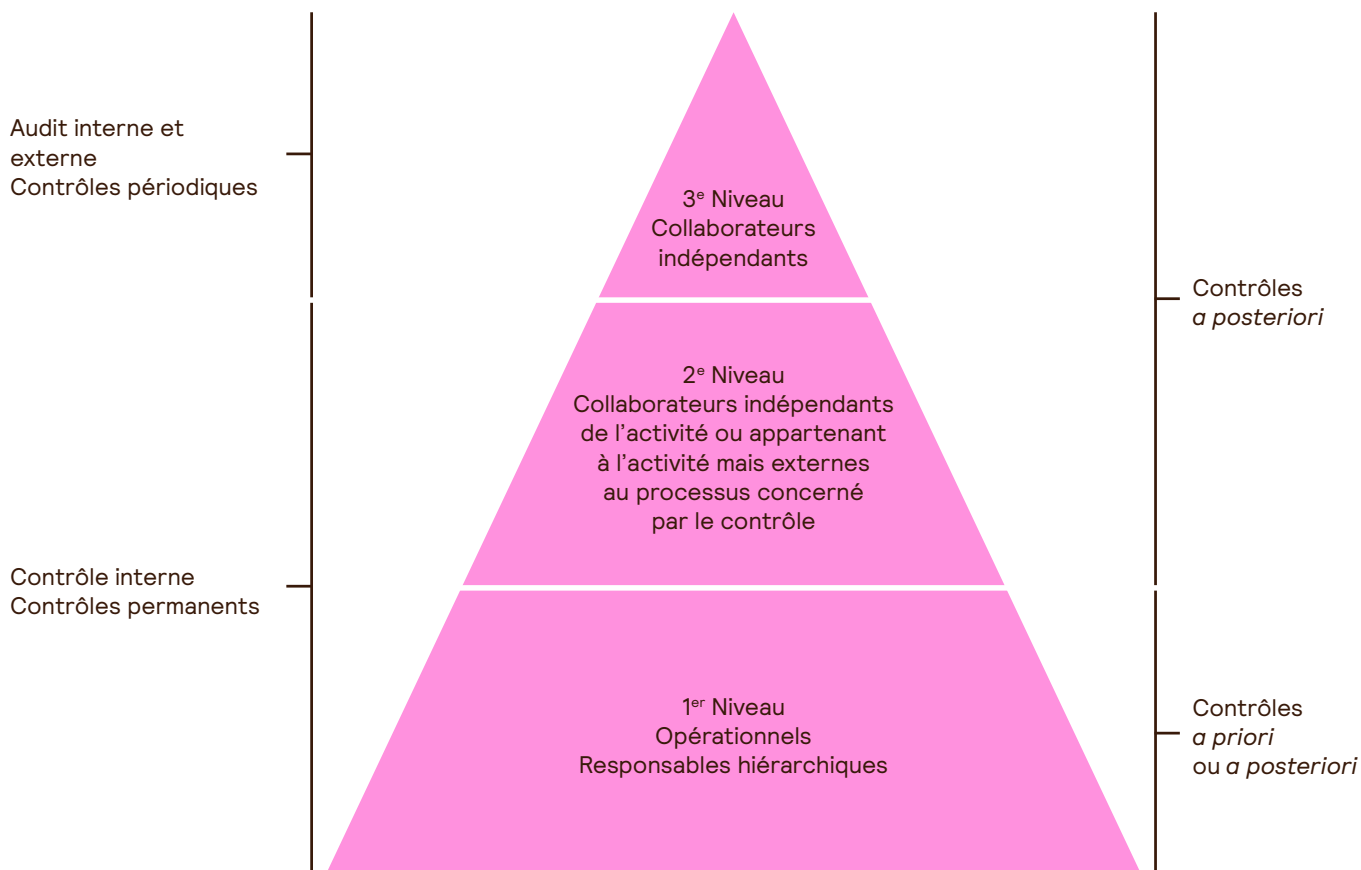 Audit interne et
externe
Contrôles périodiques
3e Niveau
Collaborateurs
indépendants
Contrôles
a posteriori
2e Niveau
Collaborateurs indépendants
de l’activité ou appartenant
à l’activité mais externes
au processus concerné
par le contrôle
Contrôle interne
Contrôles permanents
1er Niveau
Opérationnels
Responsables hiérarchiques
Contrôles
a priori
ou a posteriori